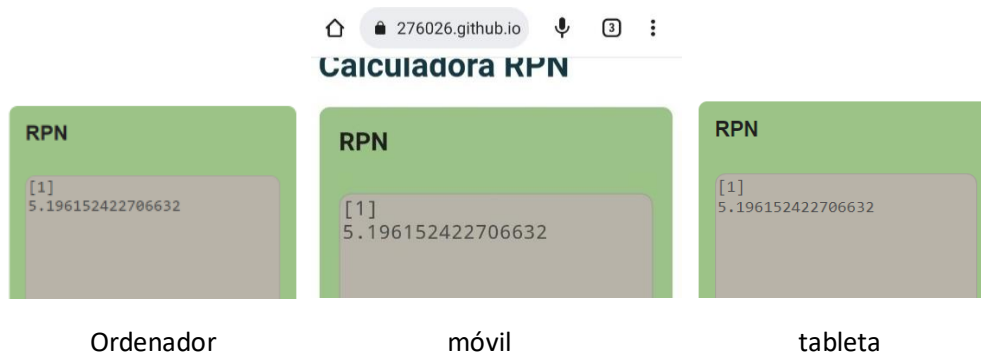 276026.github.io
3
Calculadora RPN
RPN
[1]
5.196152422706632
RPN
[1]
5.196152422706632
RPN
[1]
5.196152422706632
Ordenador
móvil
tableta